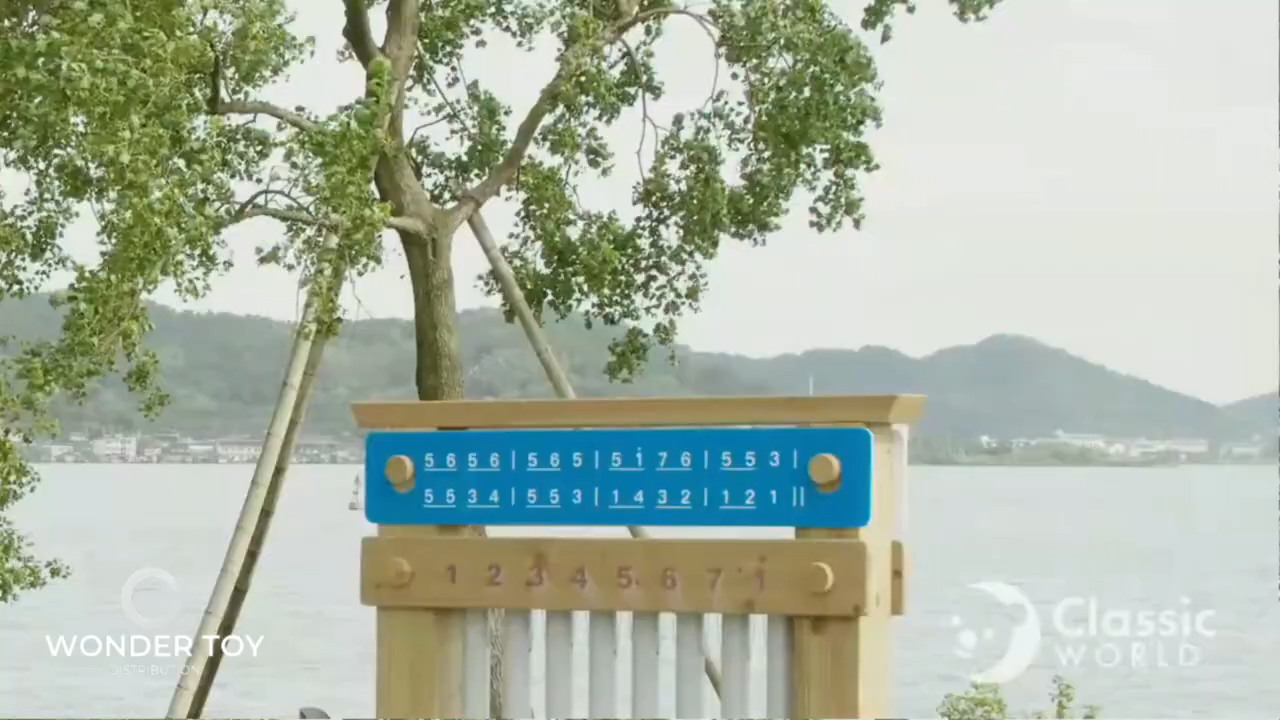 5 6 5 6 | 5 6 5 | 5 i 7 6 | 5 5 3 |
5 5 3 4 | 5 5 3 | 1 4 3 2 | 1 2 1 ||
1 2 3 4 5 6 7 i
WONDER TOY
DISTRIBUTION
Classic
WORLD